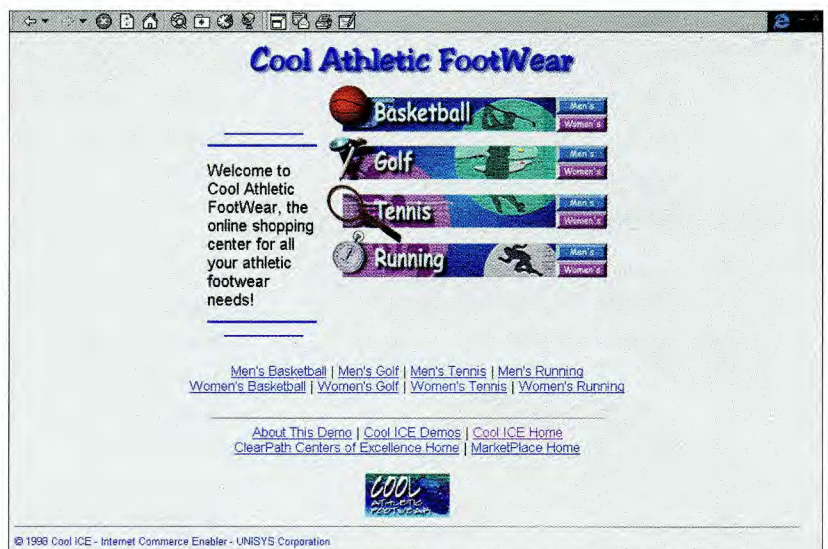 Cool Athletic FootWear
Basketball
Men's
Women's
Golf
Men's
Women's
Tennis
Men's
Women's
Running
Men's
Women's
Welcome to
Cool Athletic
FootWear, the
online shopping
center for all
your athletic
footwear
needs!
Men's Basketball | Men's Golf | Men's Tennis | Men's Running
Women's Basketball | Women's Golf | Women's Tennis | Women's Running
About This Demo | Cool ICE Demos | Cool ICE Home
ClearPath Centers of Excellence Home | MarketPlace Home
COOL
ATHLETIC
FOOTWEAR
© 1998 Cool ICE - Internet Commerce Enabler - UNISYS Corporation